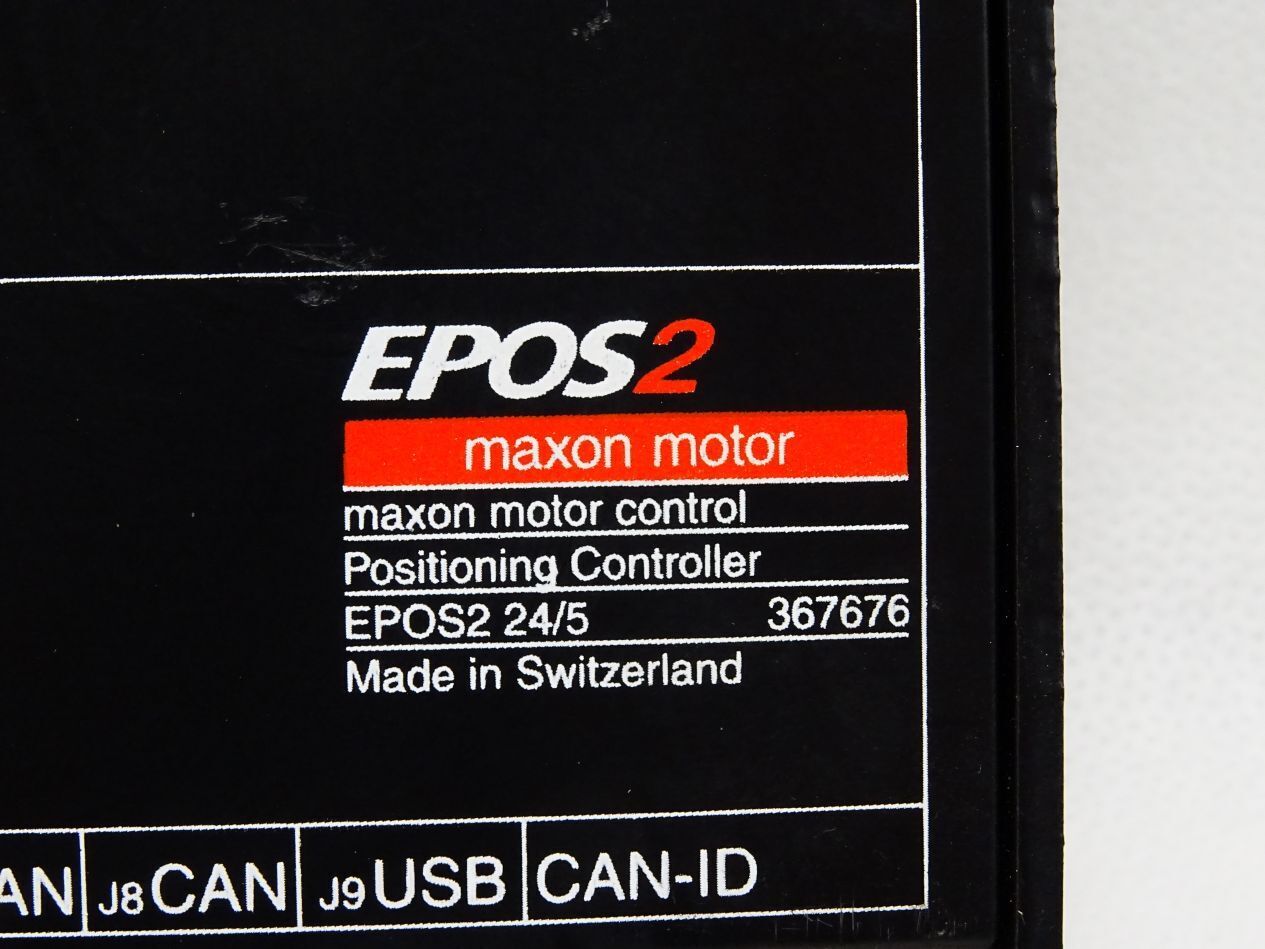 EPOS2
maxon motor
maxon motor control
Positioning Controller
EPOS2 24/5 367676
Made in Switzerland
J8 CAN J9 USB CAN-ID